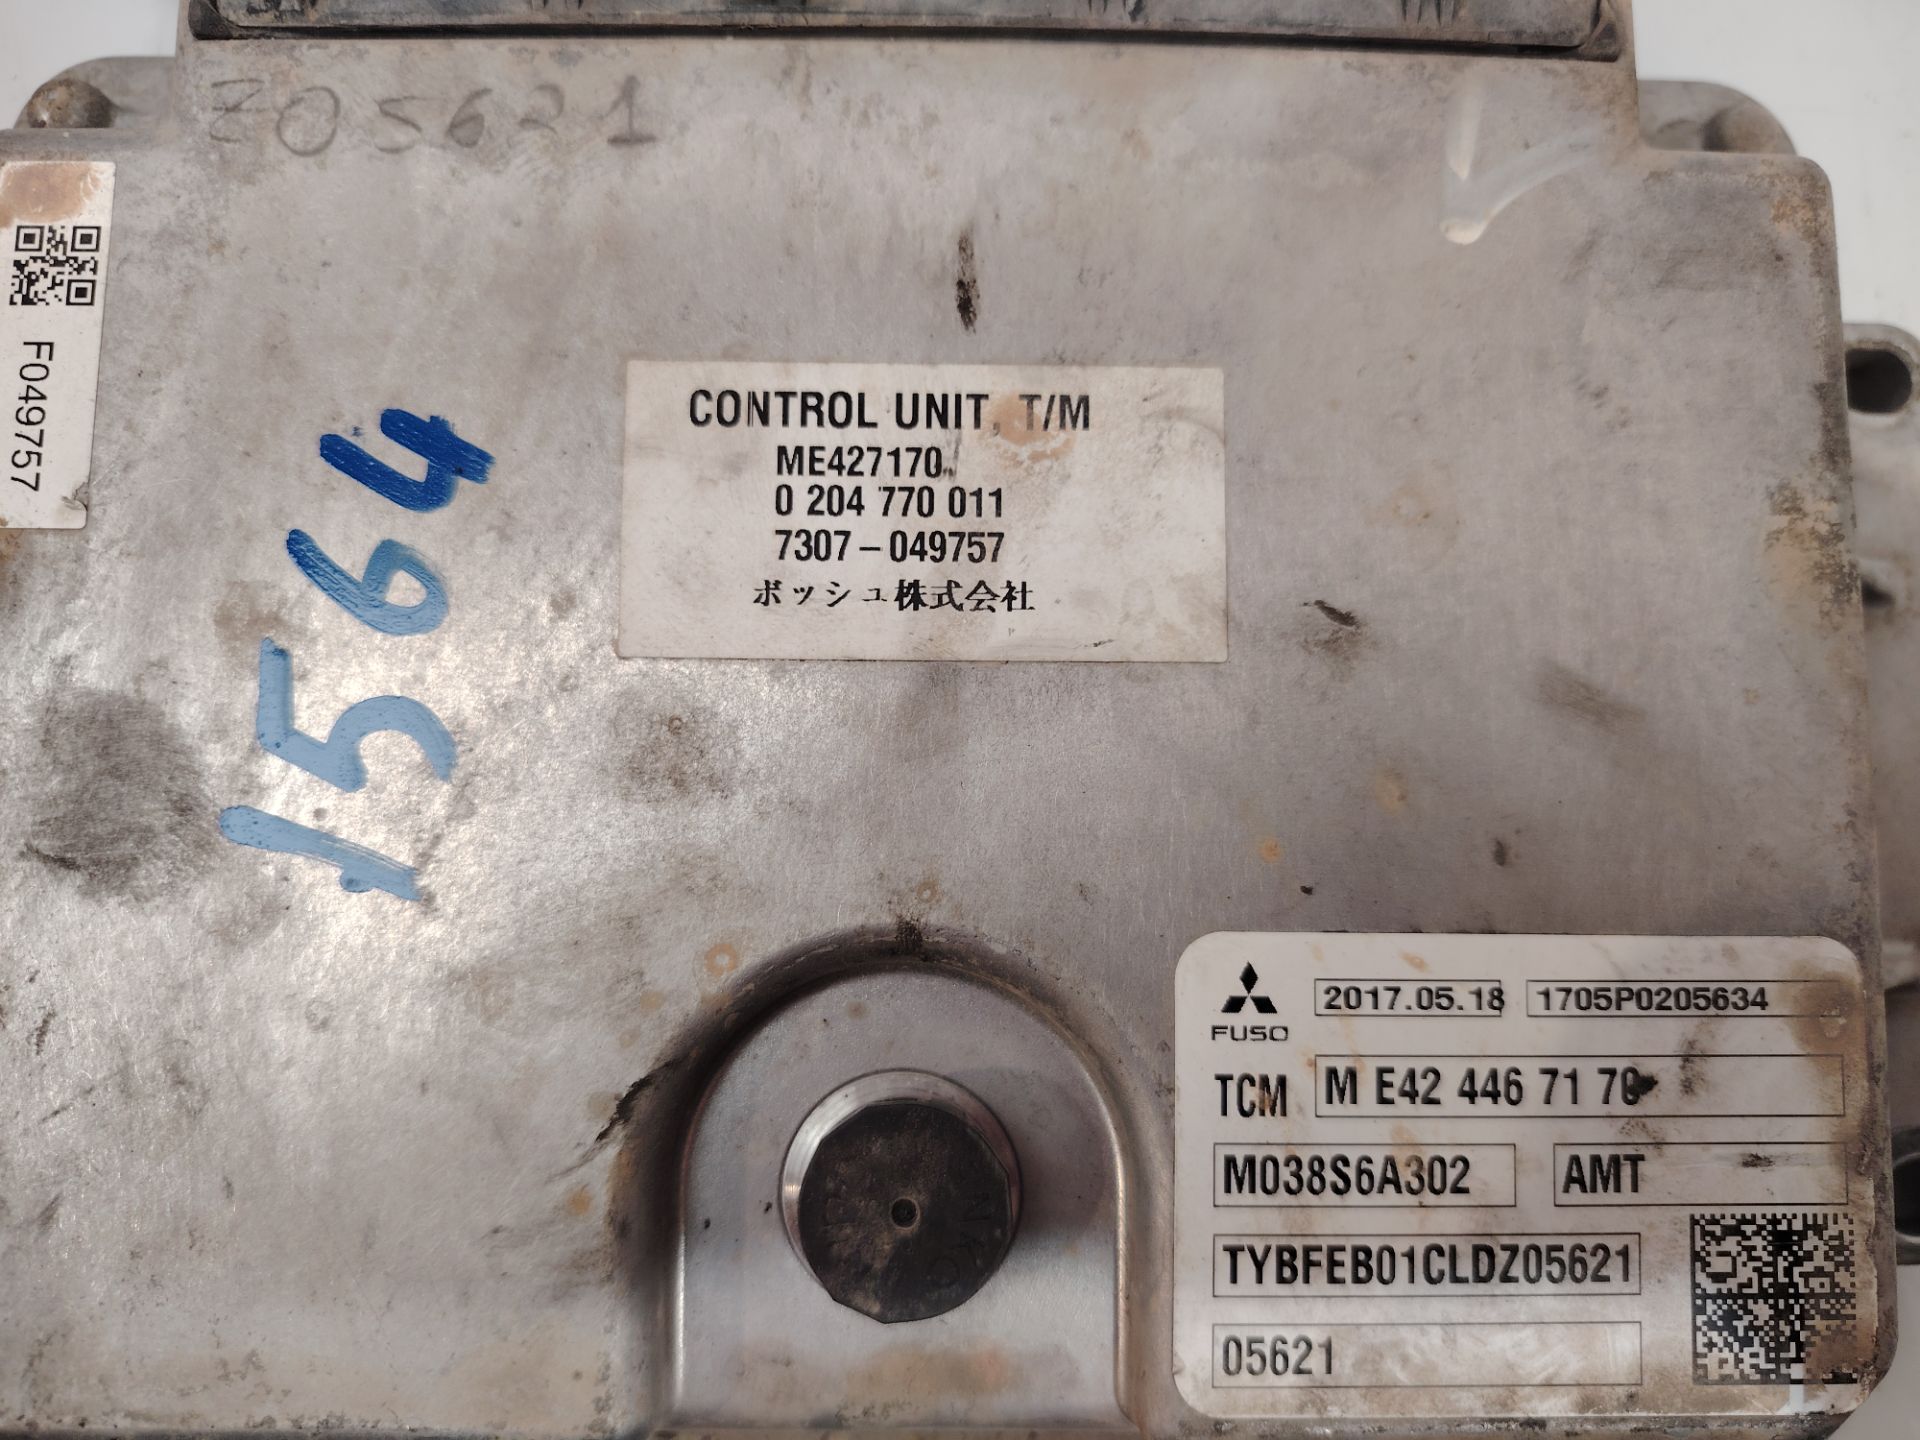 Z05621
F049757
1564
CONTROL UNIT, T/M
ME427170
0 204 770 011
7307-049757
ボッシュ株式会社
FUSO
2017.05.18
1705P0205634
TCM
M E42 446 71 70
M038S6A302
AMT
TYBFEB01CLDZ05621
05621